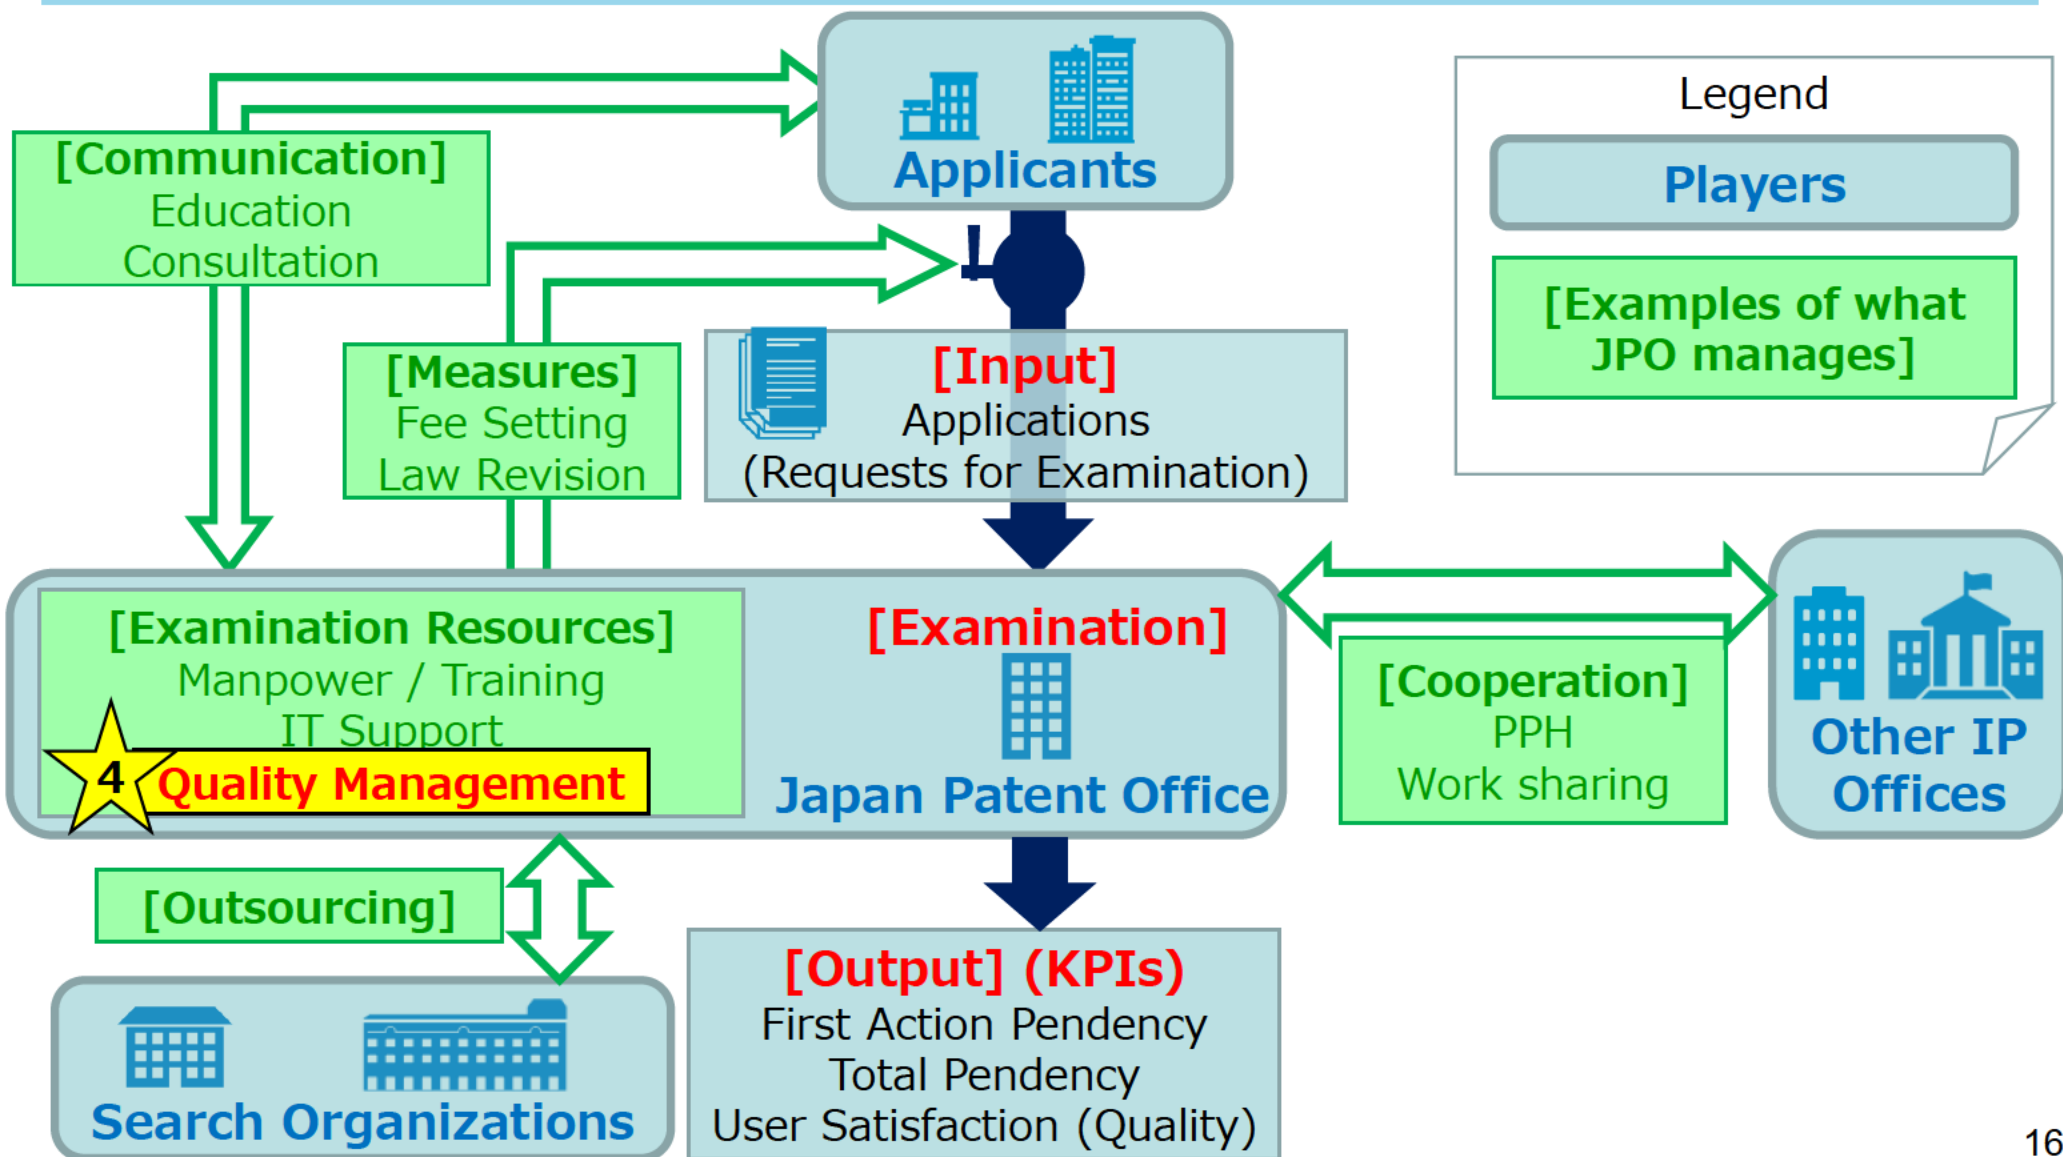 Applicants
Legend
Players
[Examples of what
JPO manages]
[Communication]
Education
Consultation
[Measures]
Fee Setting
Law Revision
[Input]
Applications
(Requests for Examination)
[Examination Resources]
Manpower / Training
IT Support
4
Quality Management
[Examination]
Japan Patent Office
[Cooperation]
PPH
Work sharing
Other IP
Offices
[Outsourcing]
Search Organizations
[Output] (KPIs)
First Action Pendency
Total Pendency
User Satisfaction (Quality)
16